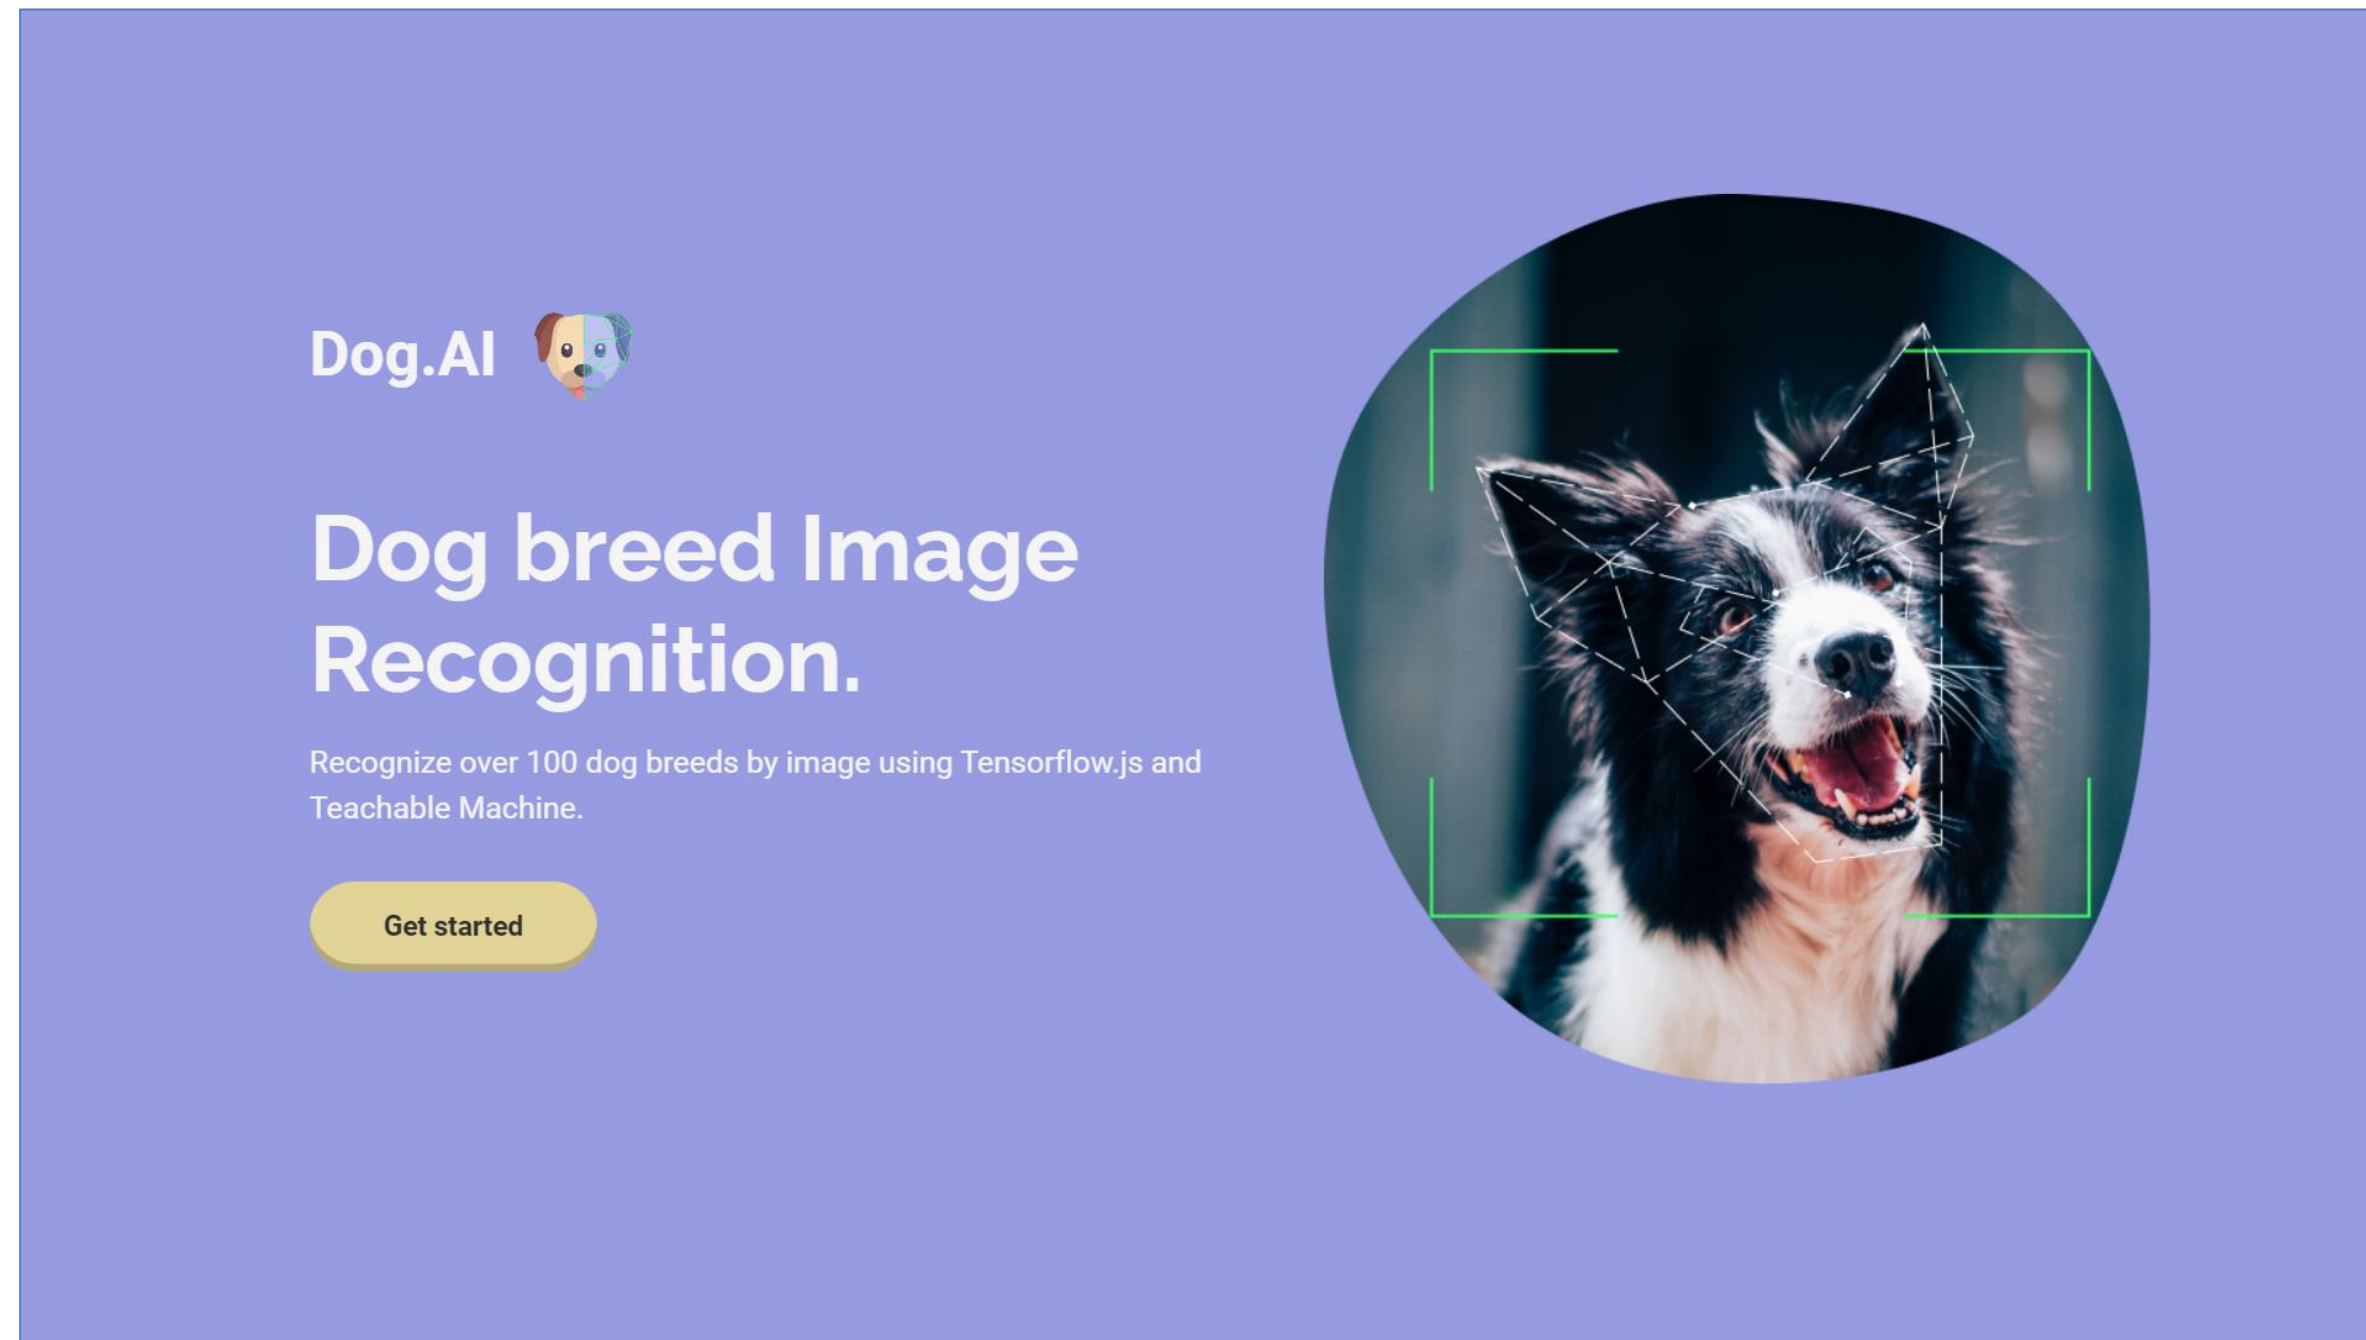 Dog.AI
Dog breed Image
Recognition.
Recognize over 100 dog breeds by image using Tensorflow.js and
Teachable Machine.
Get started